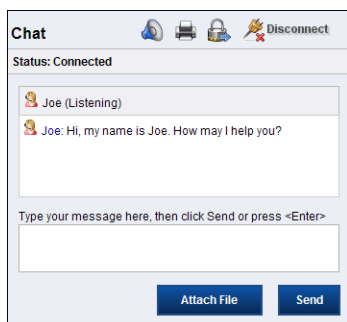 Chat
Disconnect
Status: Connected
Joe (Listening)
Joe: Hi, my name is Joe. How may I help you?
Type your message here, then click Send or press <Enter>
Attach File
Send